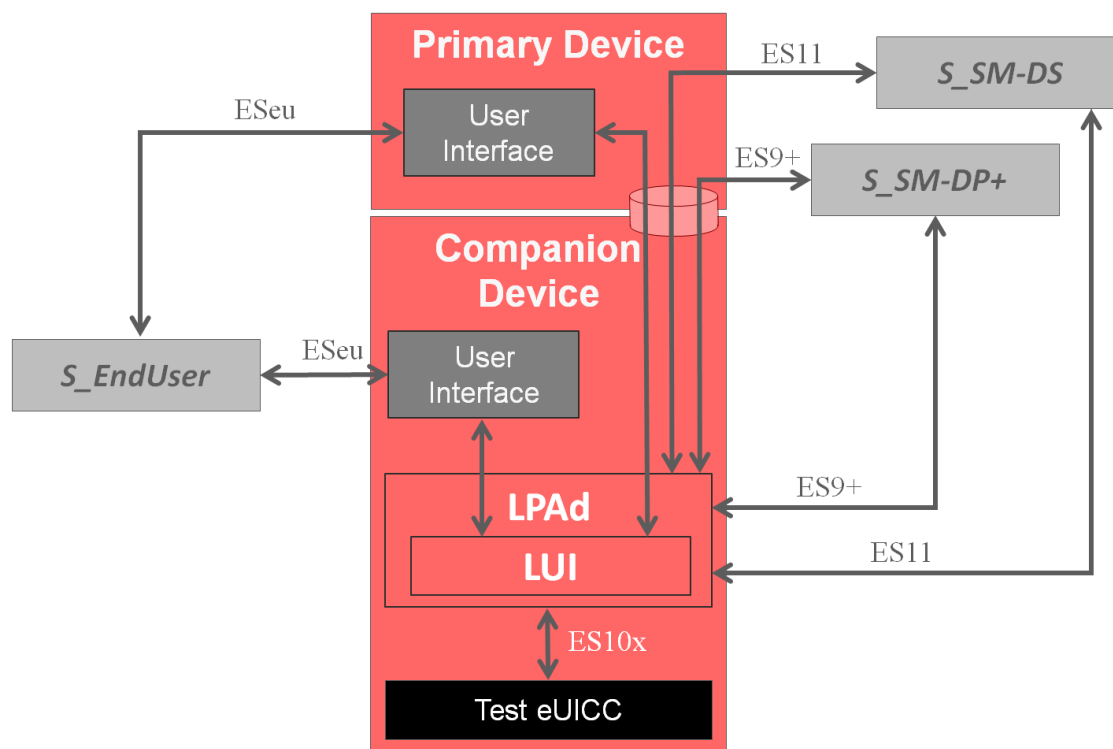 Primary Device
ES11
S_SM-DS
ESeu
User
Interface
ES9+
S_SM-DP+
Companion
Device
S_EndUser
ESeu
User
Interface
LPAd
ES9+
LUI
ES11
ES10x
Test eUICC